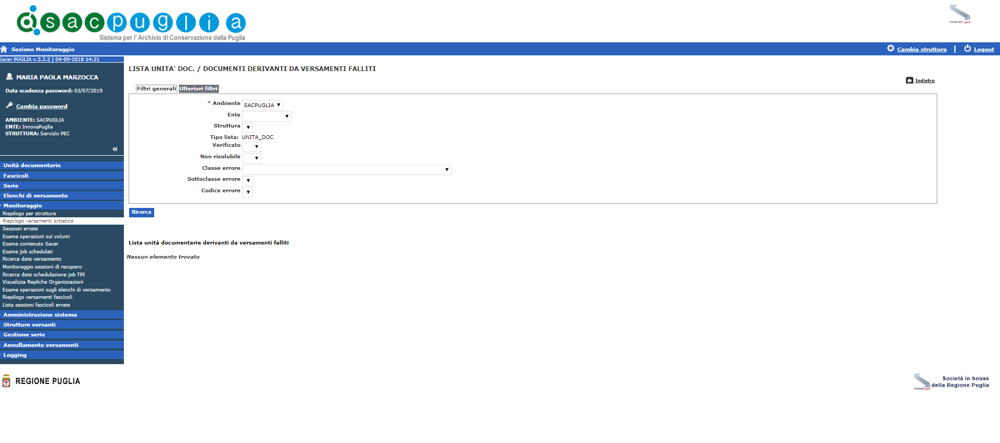 sacpuglia
Sistema per l' Archivio di Conservazione della Puglia
InnovaPuglia
Sezione Monitoraggio
Cambia struttura | Logout
Sacer PUGLIA v.5.3.2 | 04-09-2018 14:21
MARIA PAOLA MARZOCCA
Data scadenza password: 03/07/2019
Cambia password
AMBIENTE: SACPUGLIA
ENTE: InnovaPuglia
STRUTTURA: Servizio PEC
«
Unità documentarie
Fascicoli
Serie
Elenchi di versamento
Monitoraggio
Riepilogo per struttura
Riepilogo versamenti sintetico
Sessioni errate
Esame operazioni sui volumi
Esame contenuto Sacer
Esame job schedulati
Ricerca date versamento
Monitoraggio sessioni di recupero
Ricerca date schedulazione job TPI
Visualizza Repliche Organizzazioni
Esame operazioni sugli elenchi di versamento
Riepilogo versamenti fascicoli
Lista sessioni fascicoli errate
Amministrazione sistema
Strutture versanti
Gestione serie
Annullamento versamenti
Logging
LISTA UNITA' DOC. / DOCUMENTI DERIVANTI DA VERSAMENTI FALLITI
Indietro
Filtri generali Ulteriori filtri
* Ambiente SACPUGLIA
Ente
Struttura
Tipo lista: UNITA_DOC
Verificato
Non risolubile
Classe errore
Sottoclasse errore
Codice errore
Ricerca
Lista unità documentarie derivanti da versamenti falliti
Nessun elemento trovato
REGIONE PUGLIA
InnovaPuglia
Società in house
della Regione Puglia